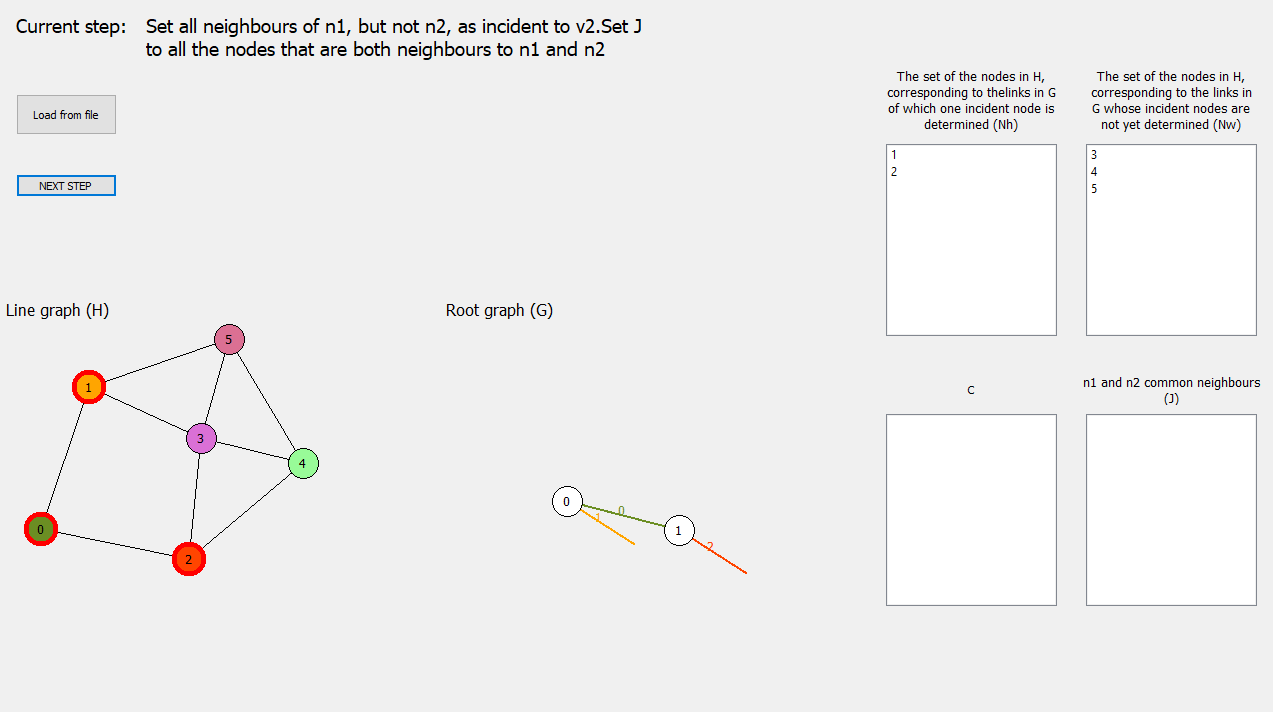 Current step:
Set all neighbours of n1, but not n2, as incident to v2.Set J
to all the nodes that are both neighbours to n1 and n2
Load from file
NEXT STEP
The set of the nodes in H,
corresponding to thelinks in G
of which one incident node is
determined (Nh)
1
2
The set of the nodes in H,
corresponding to the links in
G whose incident nodes are
not yet determined (Nw)
3
4
5
Line graph (H)
5
1
3
4
0
2
Root graph (G)
0
0
1
1
2
C
n1 and n2 common neighbours
(J)